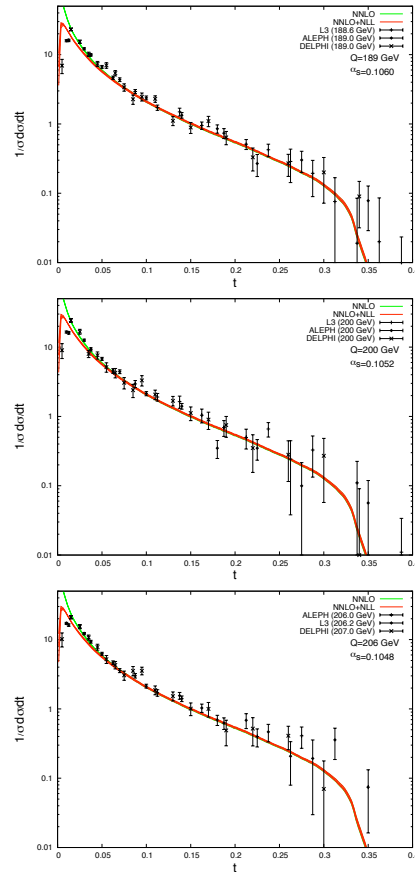 NNLO
NNLO+NLL
L3 (188.6 GeV)
ALEPH (189.0 GeV)
DELPHI (189.0 GeV)
Q=189 GeV
αs=0.1060
1/σ dσ/dt
10
1
0.1
0.01
0 0.05 0.1 0.15 0.2 0.25 0.3 0.35 0.4
t
NNLO
NNLO+NLL
L3 (200 GeV)
ALEPH (200 GeV)
DELPHI (200 GeV)
Q=200 GeV
αs=0.1052
1/σ dσ/dt
10
1
0.1
0.01
0 0.05 0.1 0.15 0.2 0.25 0.3 0.35 0.4
t
NNLO
NNLO+NLL
ALEPH (206.0 GeV)
L3 (206.2 GeV)
DELPHI (207.0 GeV)
Q=206 GeV
αs=0.1048
1/σ dσ/dt
10
1
0.1
0.01
0 0.05 0.1 0.15 0.2 0.25 0.3 0.35 0.4
t